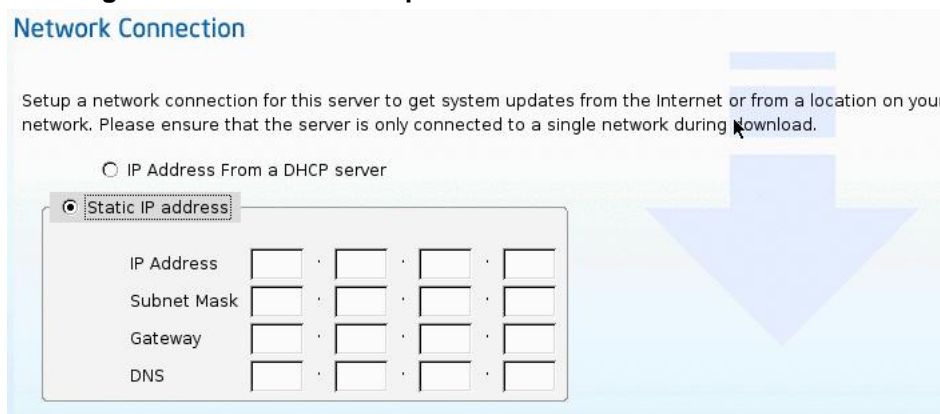 Network Connection
Setup a network connection for this server to get system updates from the Internet or from a location on your
network. Please ensure that the server is only connected to a single network during download.
IP Address From a DHCP server
Static IP address
IP Address . . .
Subnet Mask . . .
Gateway . . .
DNS . . .